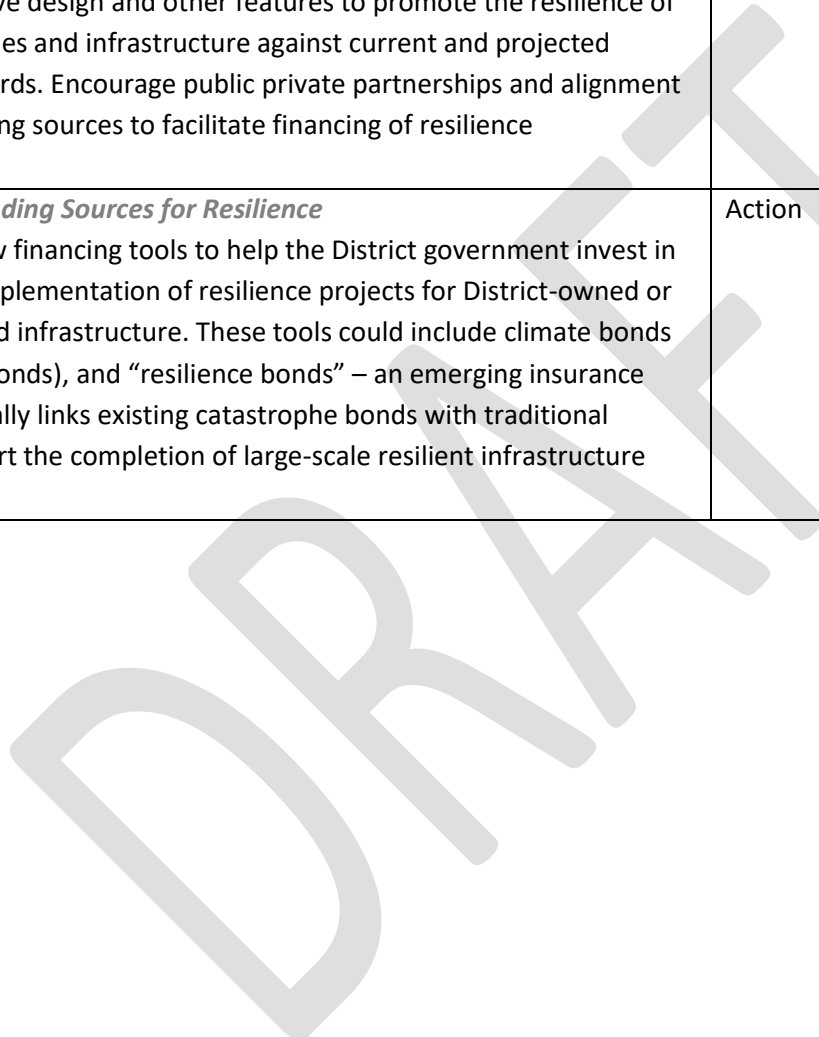 ve design and other features to promote the resilience of
es and infrastructure against current and projected
rds. Encourage public private partnerships and alignment
ng sources to facilitate financing of resilience
ding Sources for Resilience
Action
financing tools to help the District government invest in
plementation of resilience projects for District-owned or
d infrastructure. These tools could include climate bonds
onds), and “resilience bonds” – an emerging insurance
ally links existing catastrophe bonds with traditional
rt the completion of large-scale resilient infrastructure
DRAFT